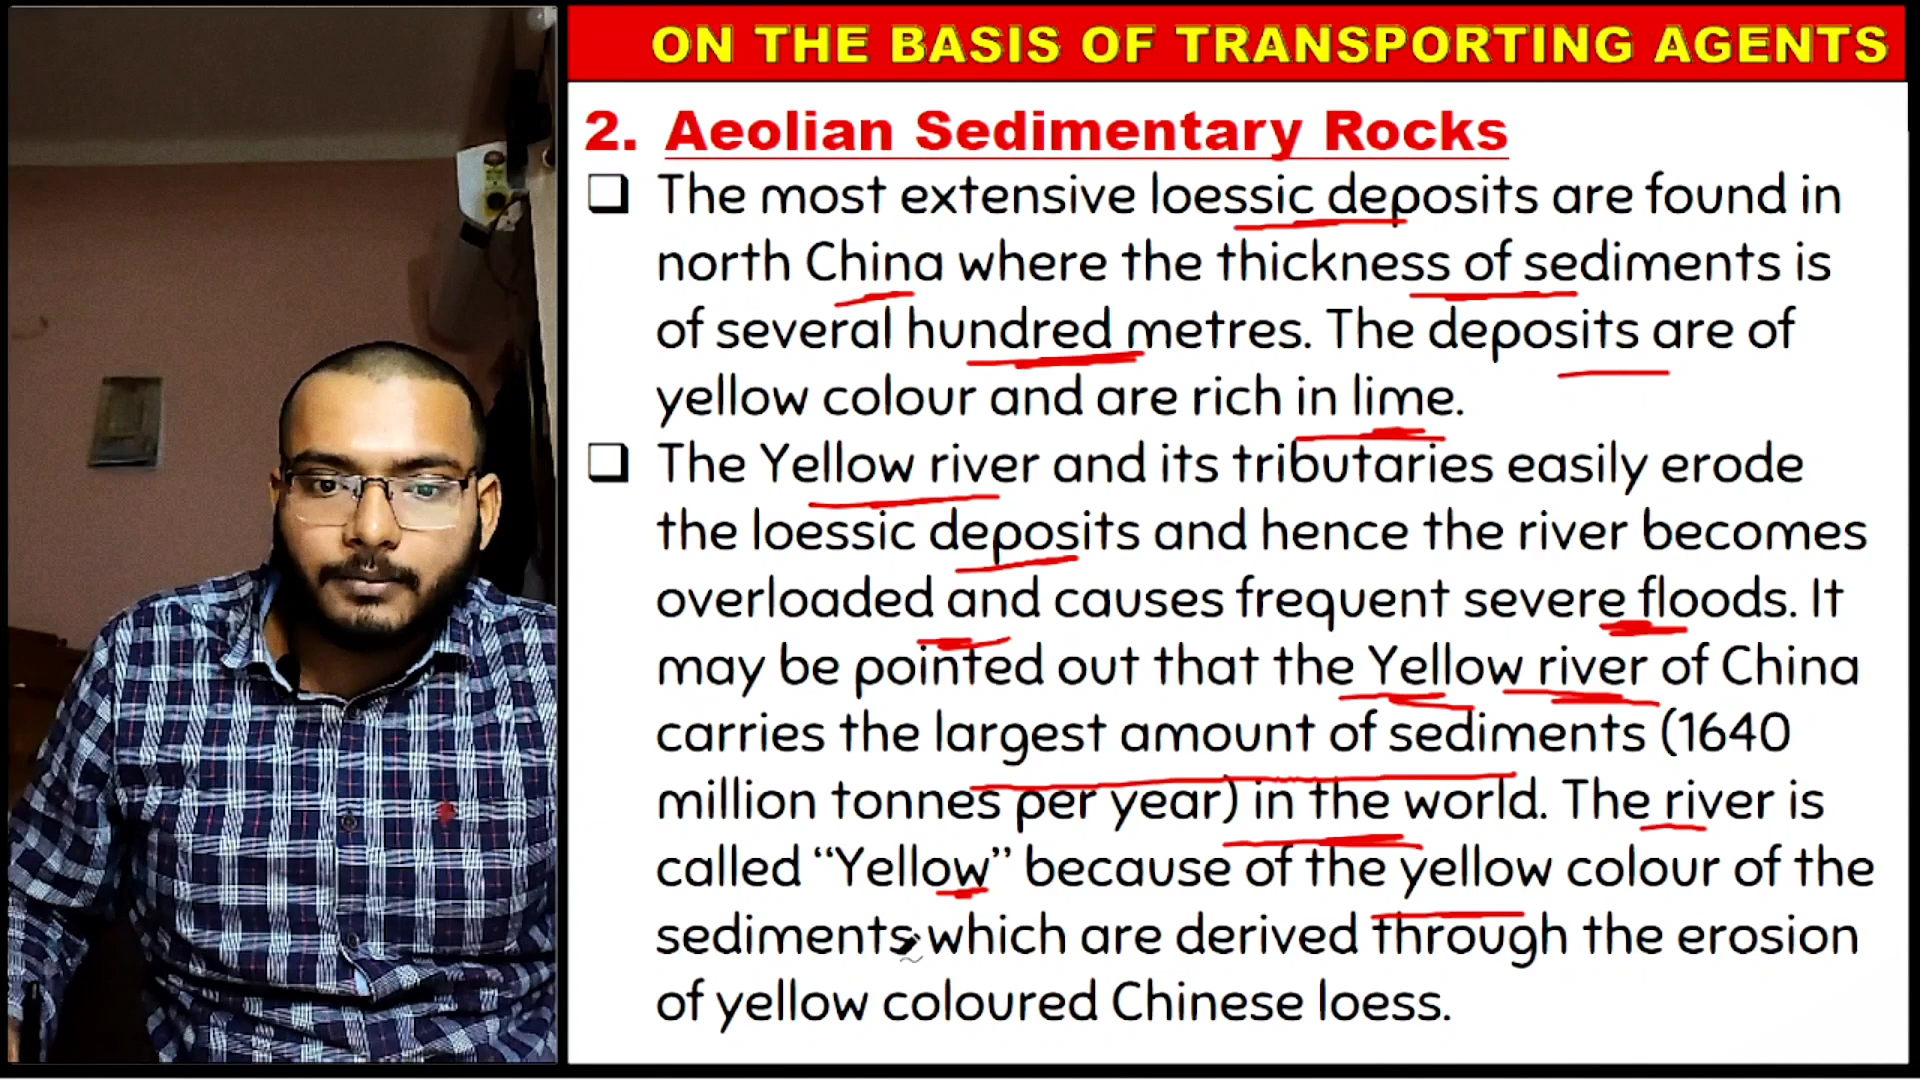 ON THE BASIS OF TRANSPORTING AGENTS
2. Aeolian Sedimentary Rocks
The most extensive loessic deposits are found in
north China where the thickness of sediments is
of several hundred metres. The deposits are of
yellow colour and are rich in lime.
The Yellow river and its tributaries easily erode
the loessic deposits and hence the river becomes
overloaded and causes frequent severe floods. It
may be pointed out that the Yellow river of China
carries the largest amount of sediments (1640
million tonnes per year) in the world. The river is
called “Yellow” because of the yellow colour of the
sediments which are derived through the erosion
of yellow coloured Chinese loess.